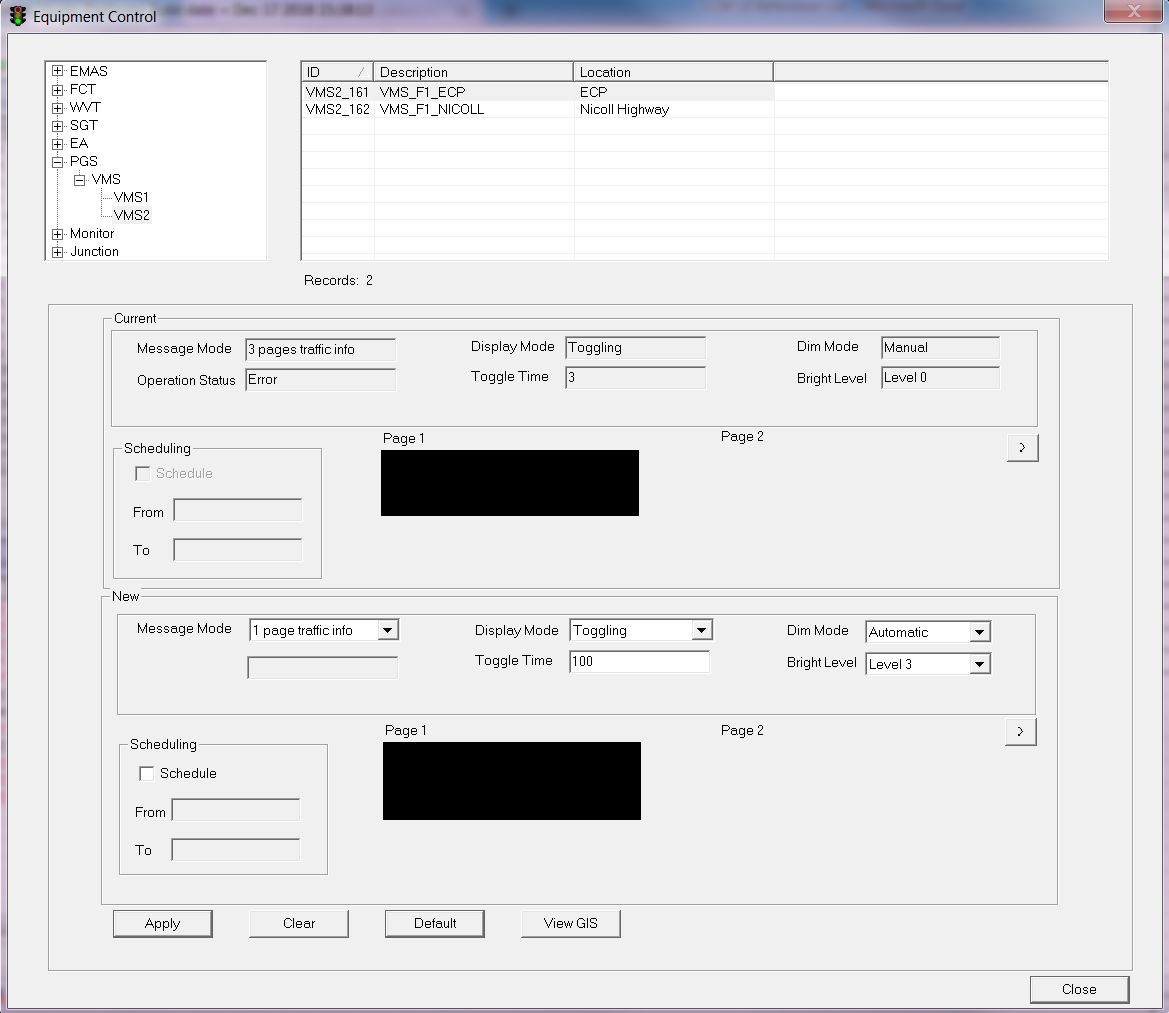 Equipment Control
EMAS
FCT
WVT
SGT
EA
PGS
VMS
VMS1
VMS2
Monitor
Junction
ID Description Location
VMS2_161 VMS_F1_ECP ECP
VMS2_162 VMS_F1_NICOLL Nicoll Highway
Records: 2
Current
Message Mode 3 pages traffic info Display Mode Toggling Dim Mode Manual
Operation Status Error Toggle Time 3 Bright Level Level 0
Page 1 Page 2
Scheduling
Schedule
From
To
New
Message Mode 1 page traffic info Display Mode Toggling Dim Mode Automatic
Toggle Time 100 Bright Level Level 3
Page 1 Page 2
Scheduling
Schedule
From
To
Apply Clear Default View GIS
Close